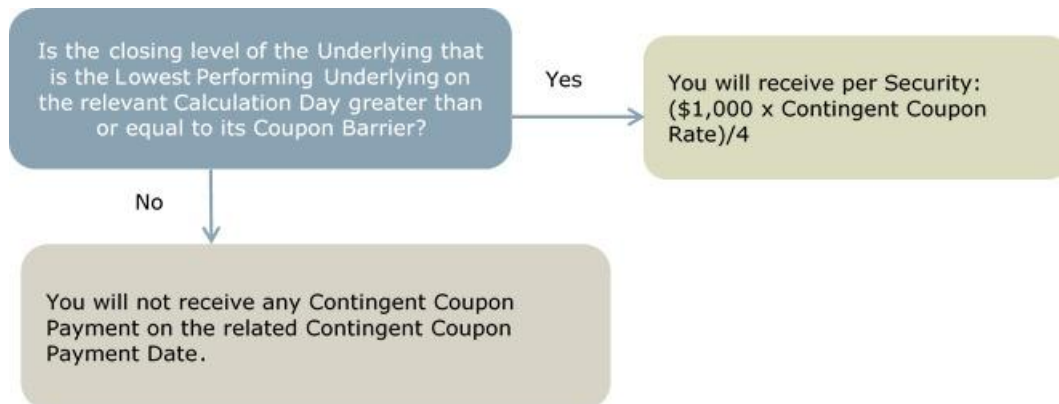 Is the closing level of the Underlying that
is the Lowest Performing Underlying on
the relevant Calculation Day greater than
or equal to its Coupon Barrier?
Yes
You will receive per Security:
($1,000 x Contingent Coupon
Rate)/4
No
You will not receive any Contingent Coupon
Payment on the related Contingent Coupon
Payment Date.